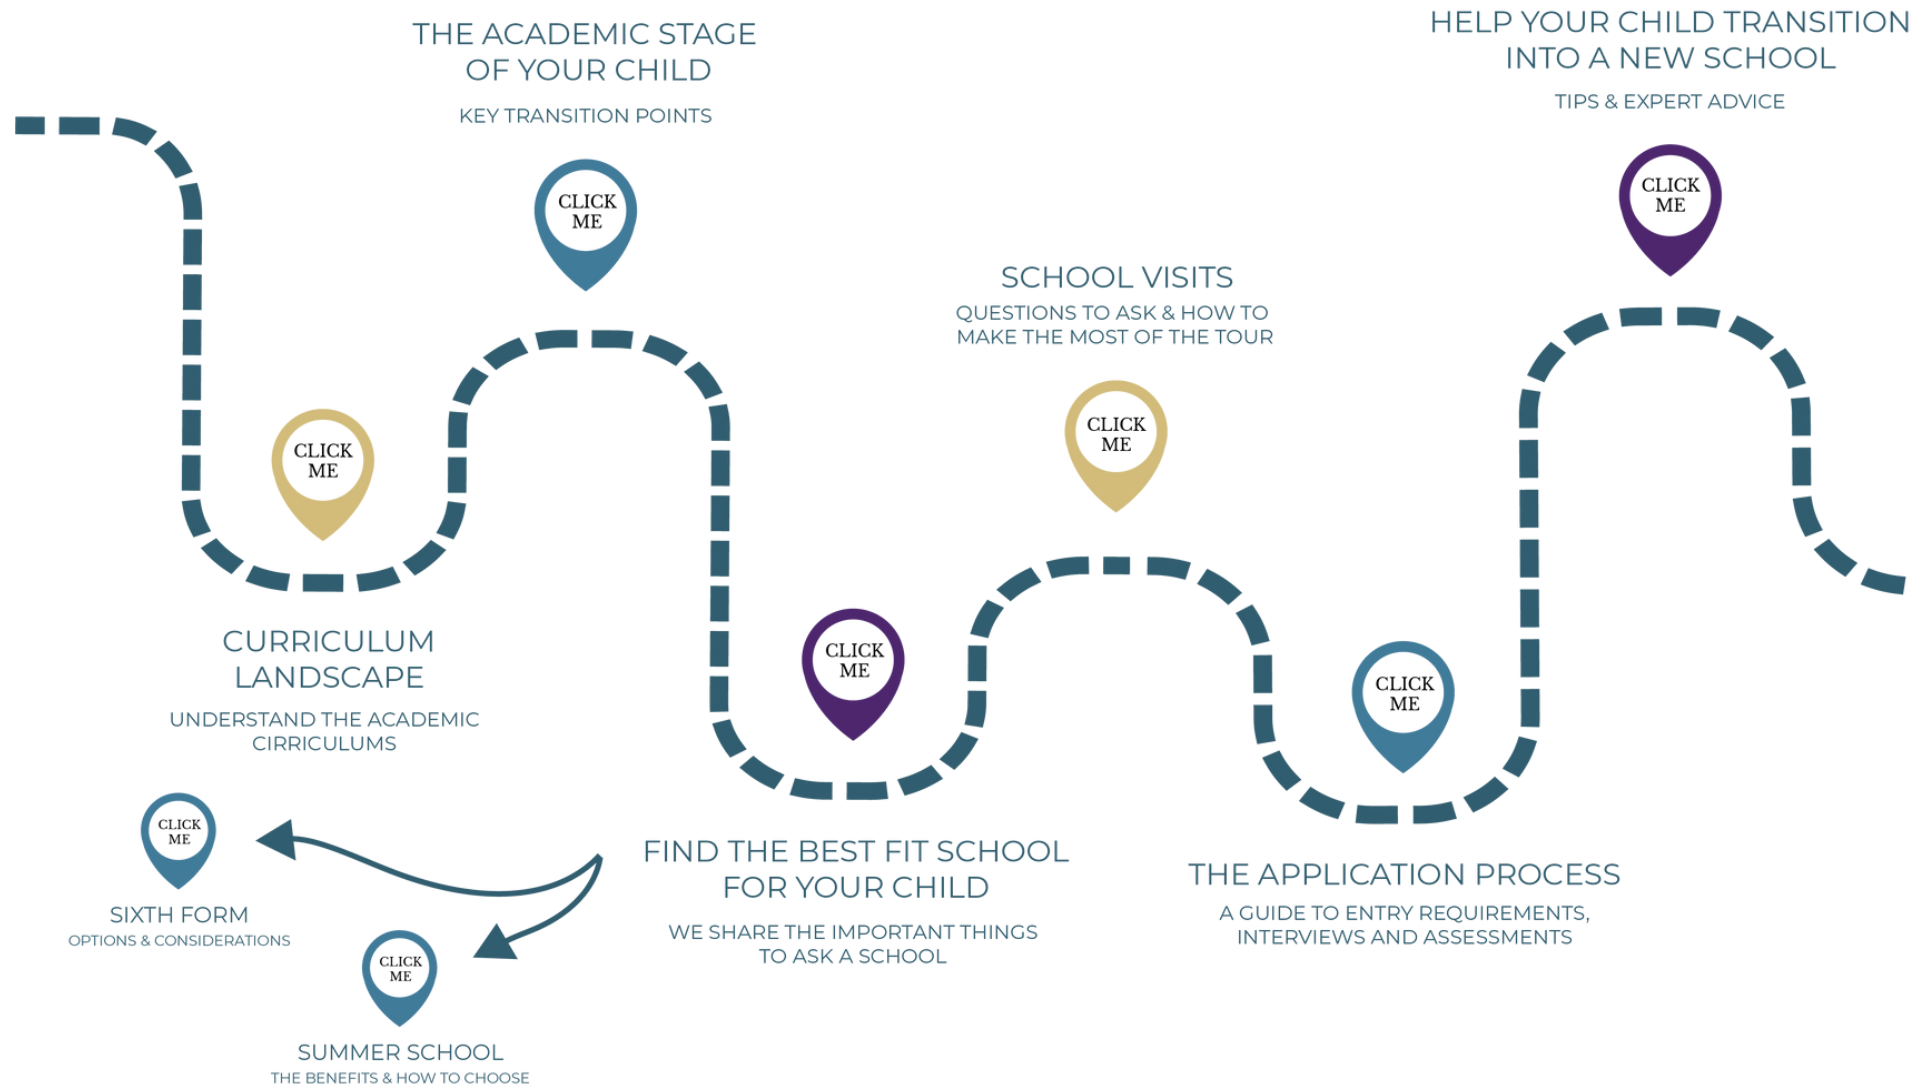 THE ACADEMIC STAGE
OF YOUR CHILD
KEY TRANSITION POINTS
CLICK
ME
HELP YOUR CHILD TRANSITION
INTO A NEW SCHOOL
TIPS & EXPERT ADVICE
CLICK
ME
SCHOOL VISITS
QUESTIONS TO ASK & HOW TO
MAKE THE MOST OF THE TOUR
CLICK
ME
CLICK
ME
CURRICULUM
LANDSCAPE
UNDERSTAND THE ACADEMIC
CIRRICULUMS
CLICK
ME
FIND THE BEST FIT SCHOOL
FOR YOUR CHILD
WE SHARE THE IMPORTANT THINGS
TO ASK A SCHOOL
CLICK
ME
THE APPLICATION PROCESS
A GUIDE TO ENTRY REQUIREMENTS,
INTERVIEWS AND ASSESSMENTS
CLICK
ME
SIXTH FORM
OPTIONS & CONSIDERATIONS
CLICK
ME
SUMMER SCHOOL
THE BENEFITS & HOW TO CHOOSE